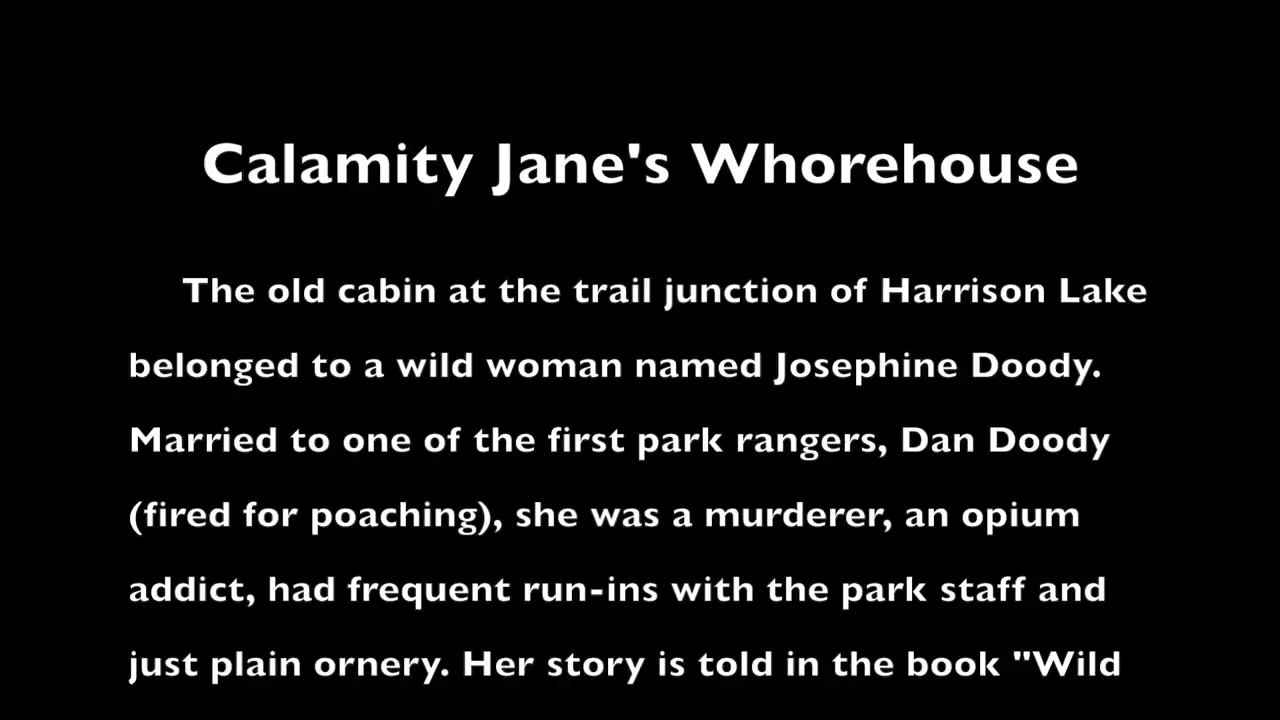 Calamity Jane's Whorehouse
The old cabin at the trail junction of Harrison Lake
belonged to a wild woman named Josephine Doody.
Married to one of the first park rangers, Dan Doody
(fired for poaching), she was a murderer, an opium
addict, had frequent run-ins with the park staff and
just plain ornery. Her story is told in the book "Wild